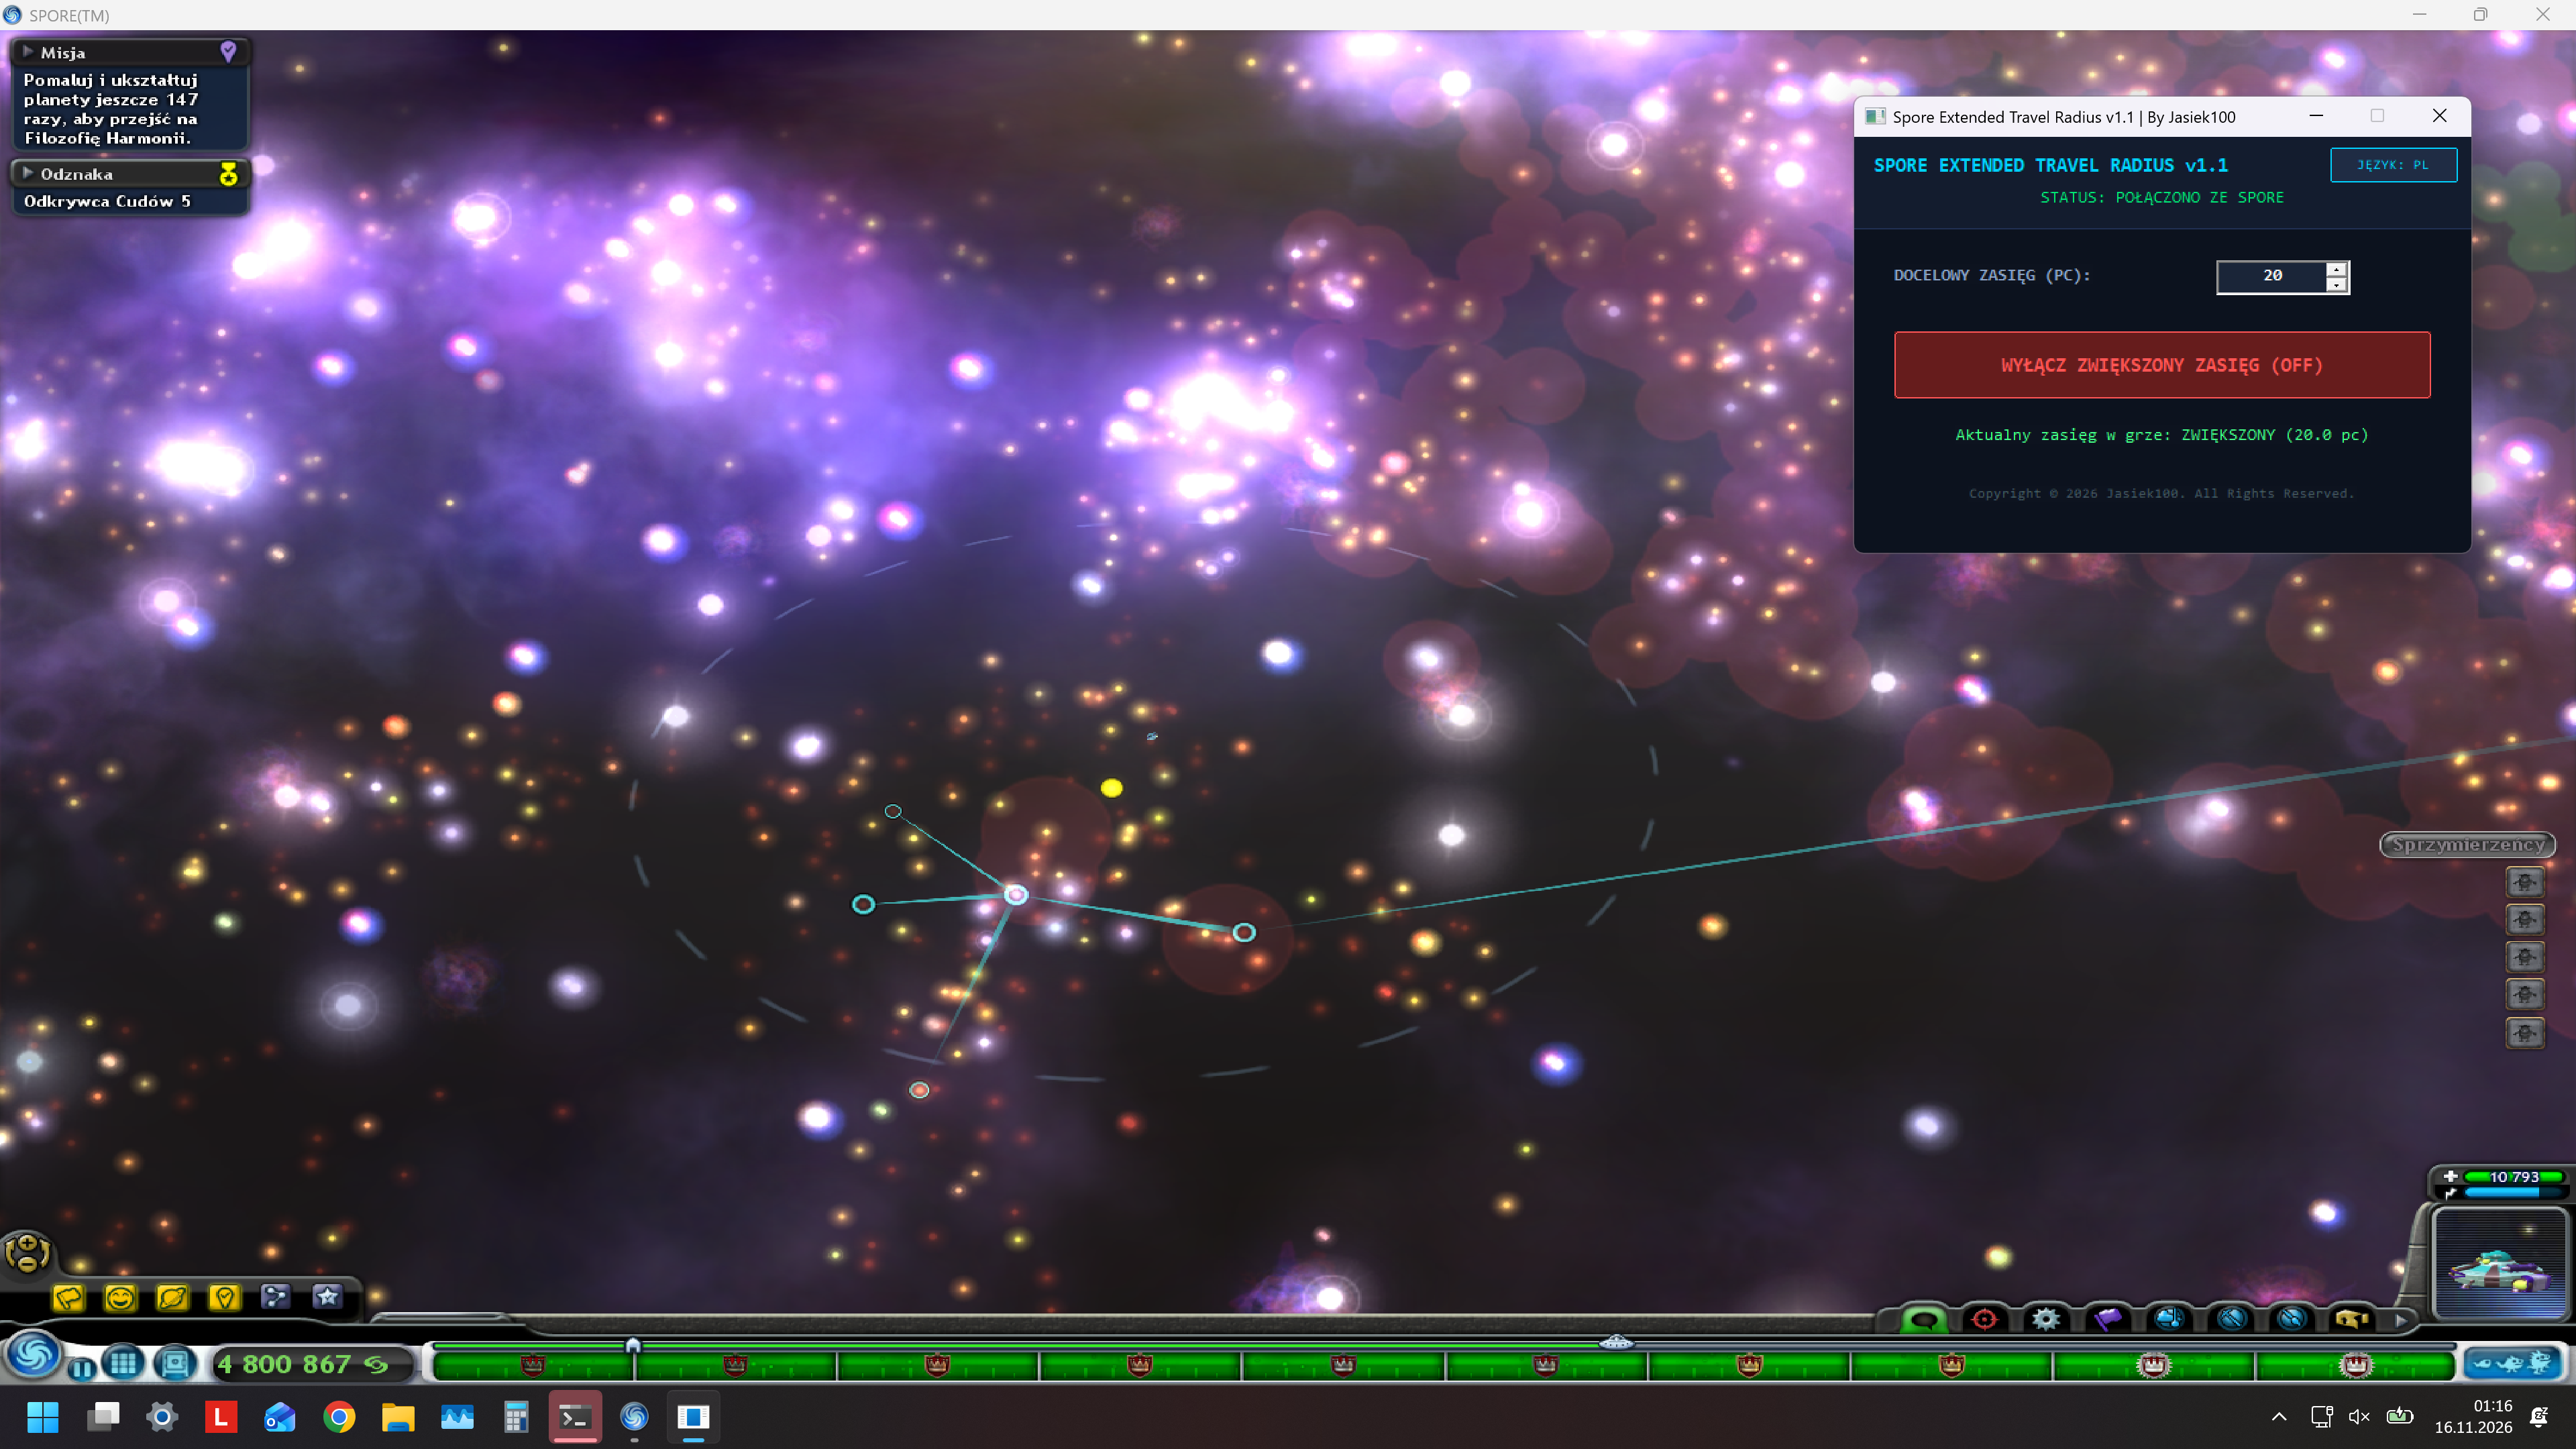 SPORE(TM)
Misja
Pomaluj i ukształtuj
planety jeszcze 147
razy, aby przejść na
Filozofię Harmonii.
Odznaka
Odkrywca Cudów 5
Spore Extended Travel Radius v1.1 | By Jasiek100
SPORE EXTENDED TRAVEL RADIUS v1.1
JĘZYK: PL
STATUS: POŁĄCZONO ZE SPORE
DOCELOWY ZASIĘG (PC):
20
WYŁĄCZ ZWIĘKSZONY ZASIĘG (OFF)
Aktualny zasięg w grze: ZWIĘKSZONY (20.0 pc)
Copyright © 2026 Jasiek100. All Rights Reserved.
Sprzymierzeńcy
10 793
4 800 867
L
01:16
16.11.2026